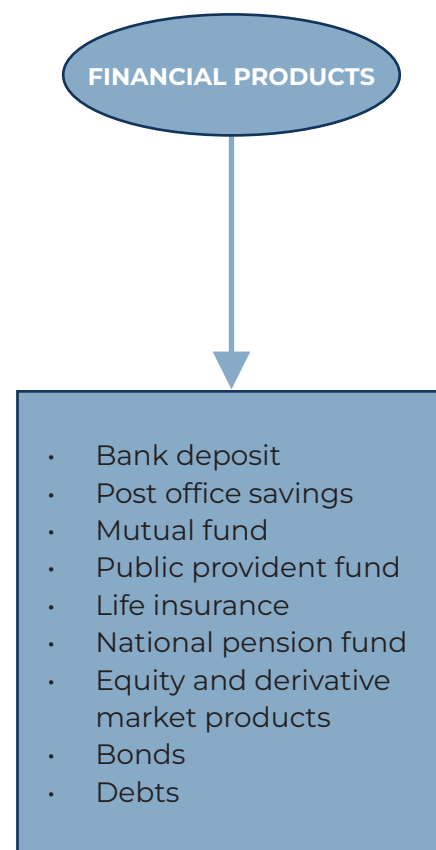 FINANCIAL PRODUCTS
· Bank deposit
· Post office savings
· Mutual fund
· Public provident fund
· Life insurance
· National pension fund
· Equity and derivative
market products
· Bonds
· Debts